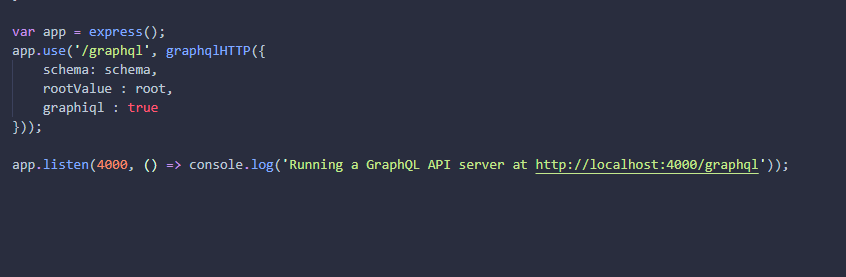 var app = express();
app.use('/graphql', graphqlHTTP({
    schema: schema,
    rootValue : root,
    graphiql : true
}));
app.listen(4000, () => console.log('Running a GraphQL API server at http://localhost:4000/graphql'));